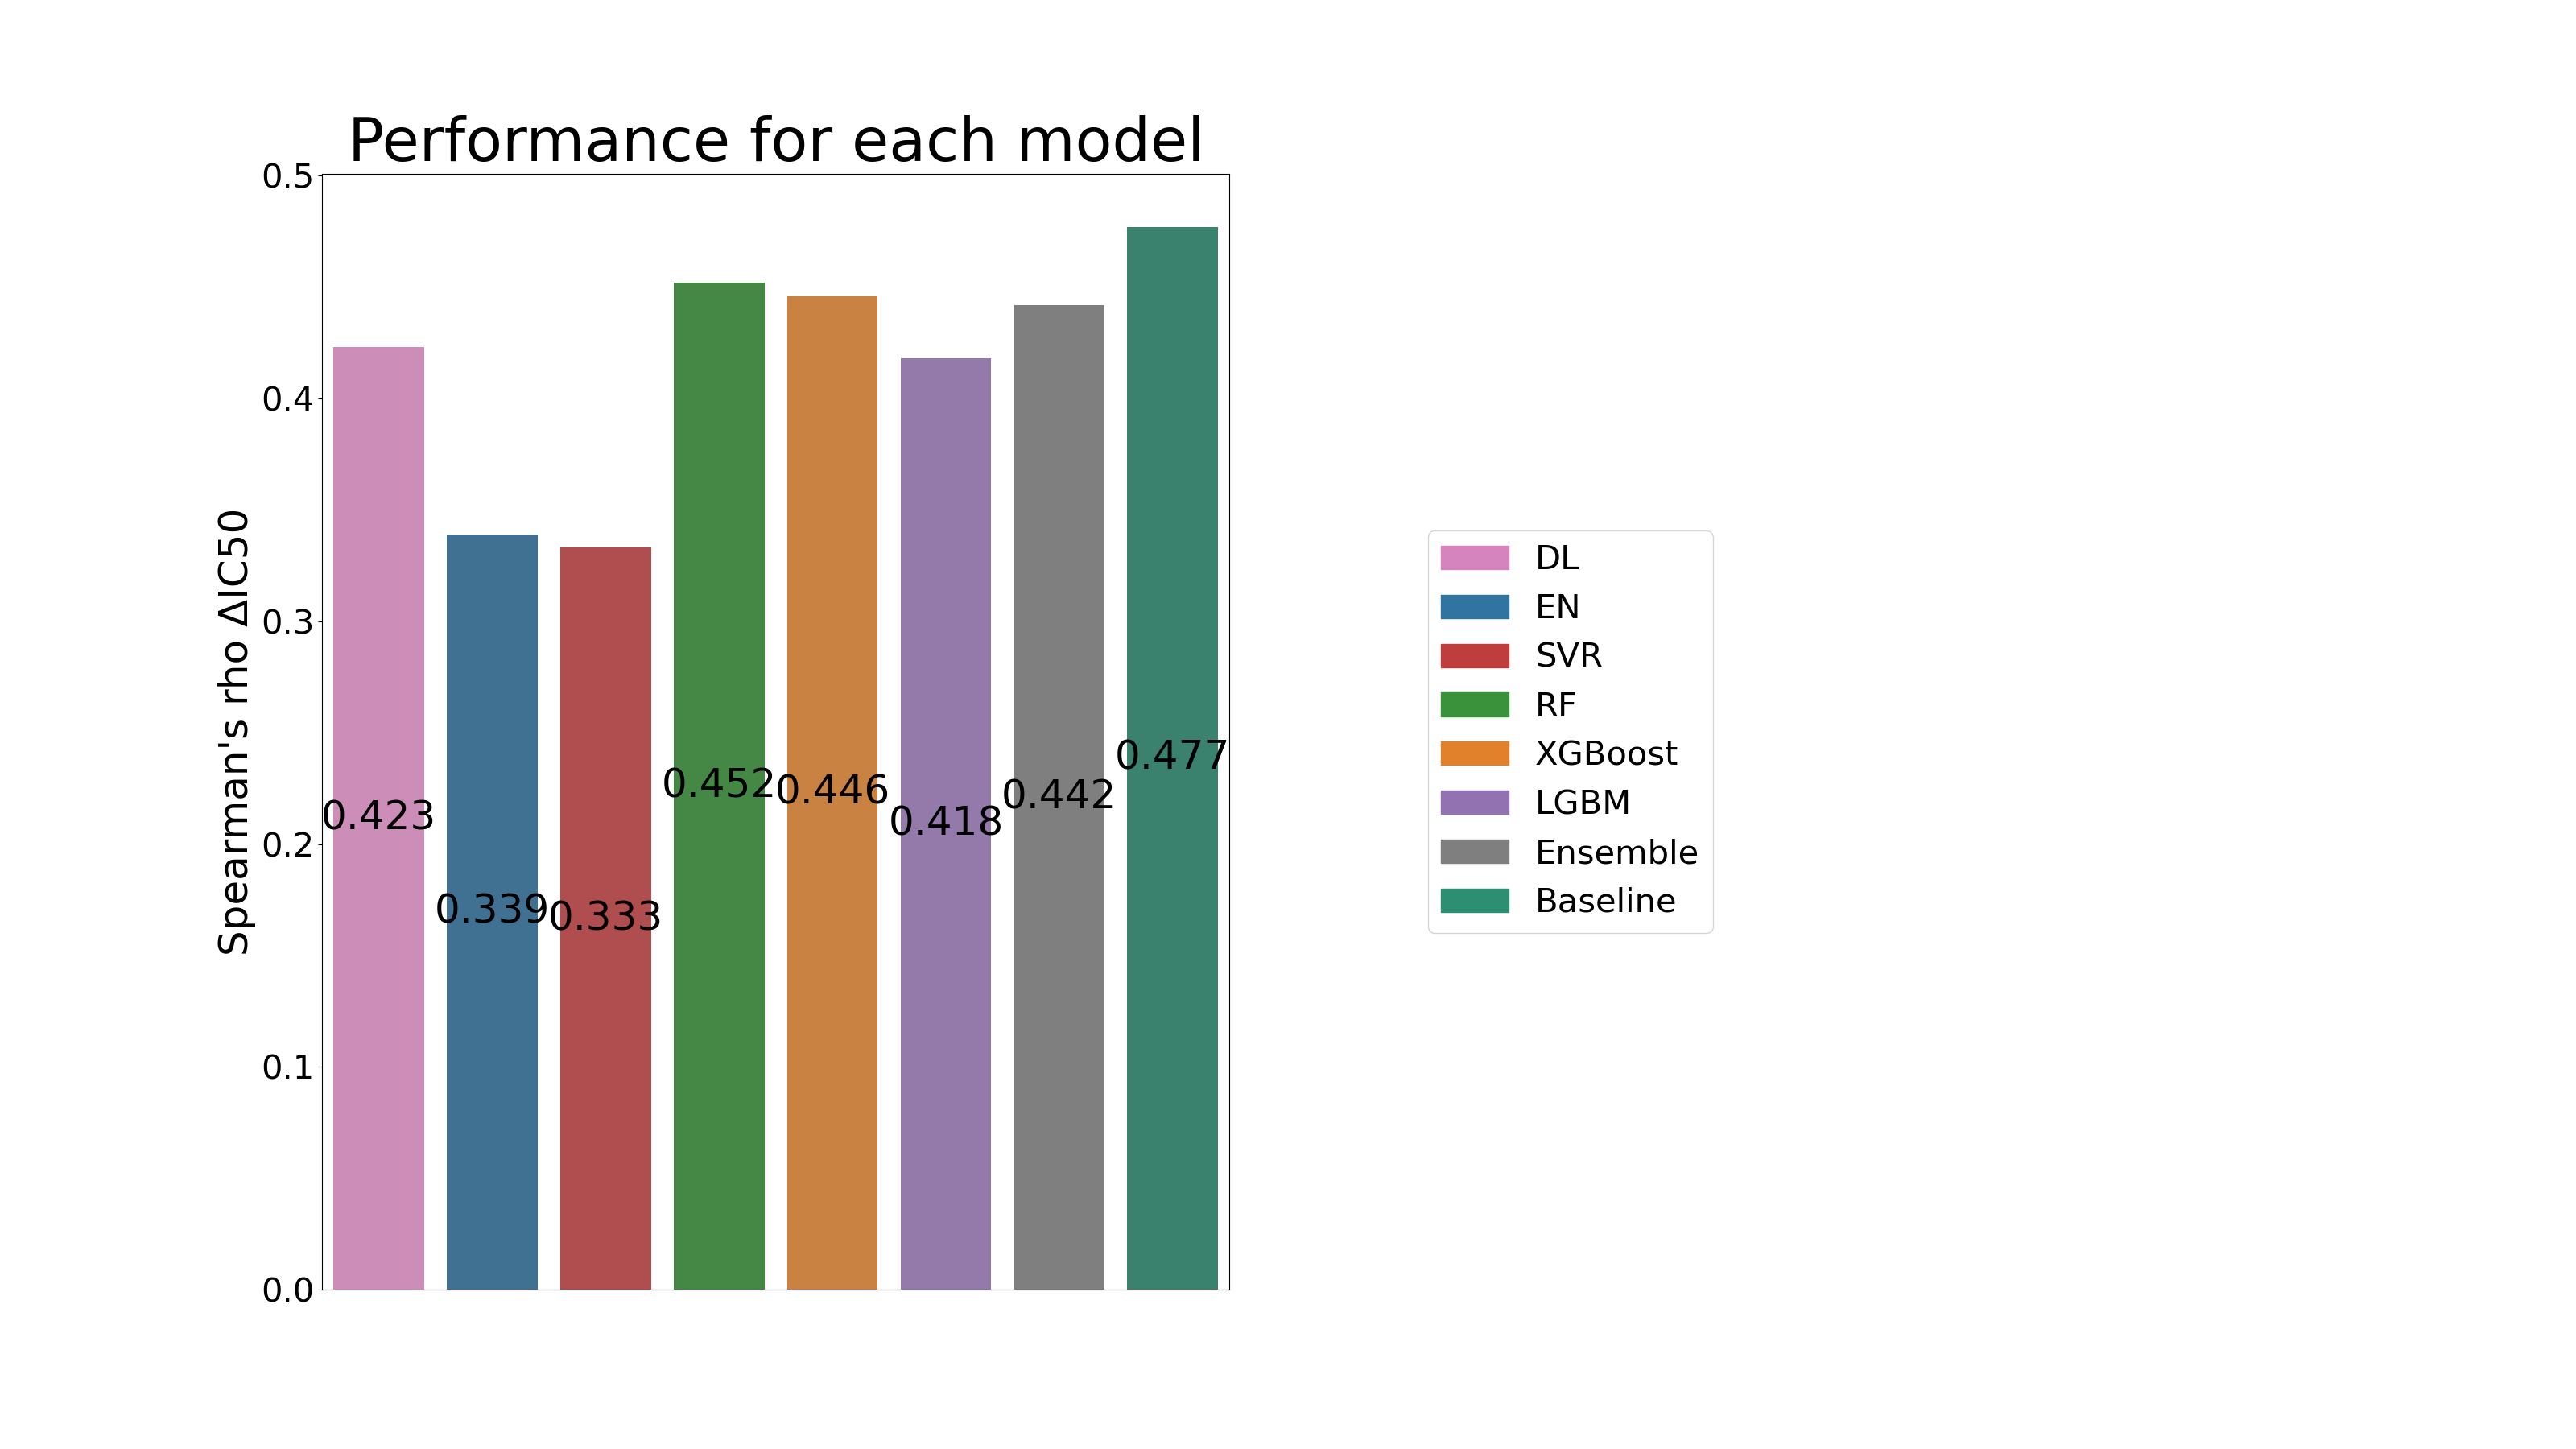 Performance for each model
Spearman's rho ΔIC50
0.5
0.4
0.3
0.2
0.1
0.0
0.423
0.339
0.333
0.452
0.446
0.418
0.442
0.477
DL
EN
SVR
RF
XGBoost
LGBM
Ensemble
Baseline